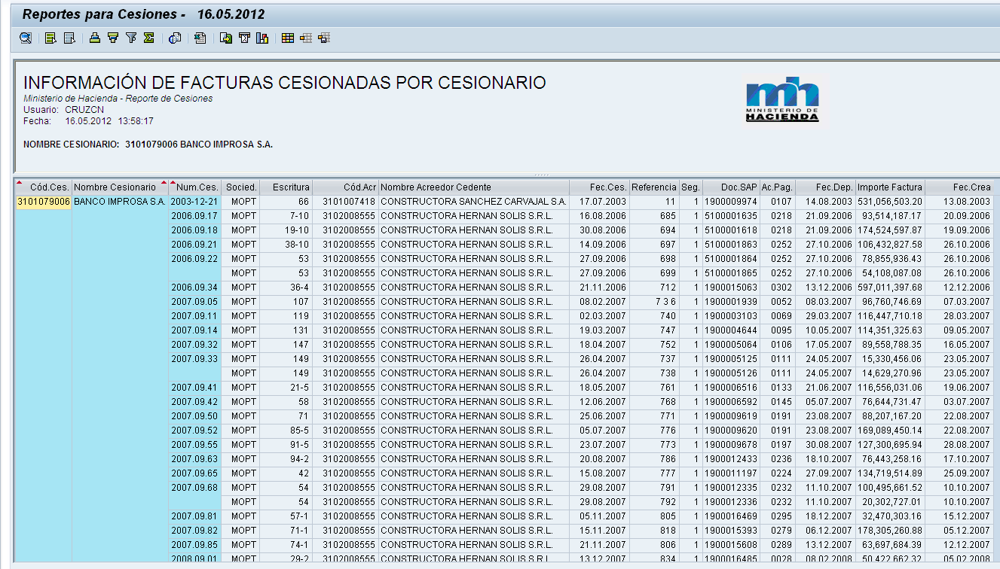 Reportes para Cesiones - 16.05.2012
INFORMACIÓN DE FACTURAS CESIONADAS POR CESIONARIO
Ministerio de Hacienda - Reporte de Cesiones
Usuario: CRUZCN
Fecha: 16.05.2012 13:58:17
NOMBRE CESIONARIO: 3101079006 BANCO IMPROSA S.A.
mh
MINISTERIO DE
HACIENDA
Cód.Ces. Nombre Cesionario Num.Ces. Socied. Escritura Cód.Acr Nombre Acreedor Cedente Fec.Ces. Referencia Seg. Doc.SAP Ac.Pag. Fec.Dep. Importe Factura Fec.Crea
3101079006 BANCO IMPROSA S.A. 2003-12-21 MOPT 66 3101007418 CONSTRUCTORA SANCHEZ CARVAJAL S.A. 17.07.2003 11 1 1900009974 0107 14.08.2003 531,056,503.20 13.08.2003
2006.09.17 MOPT 7-10 3102008555 CONSTRUCTORA HERNAN SOLIS S.R.L. 16.08.2006 685 1 5100001635 0218 21.09.2006 93,514,187.17 20.09.2006
2006.09.18 MOPT 19-10 3102008555 CONSTRUCTORA HERNAN SOLIS S.R.L. 30.08.2006 694 1 5100001618 0218 21.09.2006 174,524,597.87 19.09.2006
2006.09.21 MOPT 38-10 3102008555 CONSTRUCTORA HERNAN SOLIS S.R.L. 14.09.2006 697 1 5100001863 0252 27.10.2006 106,432,827.58 26.10.2006
2006.09.22 MOPT 53 3102008555 CONSTRUCTORA HERNAN SOLIS S.R.L. 27.09.2006 698 1 5100001864 0252 27.10.2006 78,855,936.43 26.10.2006
MOPT 53 3102008555 CONSTRUCTORA HERNAN SOLIS S.R.L. 27.09.2006 699 1 5100001865 0252 27.10.2006 54,108,087.08 26.10.2006
2006.09.34 MOPT 36-4 3102008555 CONSTRUCTORA HERNAN SOLIS S.R.L. 21.11.2006 712 1 1900015063 0302 13.12.2006 597,011,397.68 12.12.2006
2007.09.05 MOPT 107 3102008555 CONSTRUCTORA HERNAN SOLIS S.R.L. 08.02.2007 7 3 6 1 1900001939 0052 08.03.2007 96,760,746.69 07.03.2007
2007.09.11 MOPT 119 3102008555 CONSTRUCTORA HERNAN SOLIS S.R.L. 02.03.2007 740 1 1900003103 0069 29.03.2007 116,447,710.18 28.03.2007
2007.09.14 MOPT 131 3102008555 CONSTRUCTORA HERNAN SOLIS S.R.L. 19.03.2007 747 1 1900004644 0095 10.05.2007 114,351,325.63 09.05.2007
2007.09.32 MOPT 147 3102008555 CONSTRUCTORA HERNAN SOLIS S.R.L. 18.04.2007 752 1 1900005064 0106 17.05.2007 89,558,788.35 16.05.2007
2007.09.33 MOPT 149 3102008555 CONSTRUCTORA HERNAN SOLIS S.R.L. 26.04.2007 737 1 1900005125 0111 24.05.2007 15,330,456.06 23.05.2007
MOPT 149 3102008555 CONSTRUCTORA HERNAN SOLIS S.R.L. 26.04.2007 738 1 1900005126 0111 24.05.2007 14,629,270.96 23.05.2007
2007.09.41 MOPT 21-5 3102008555 CONSTRUCTORA HERNAN SOLIS S.R.L. 18.05.2007 761 1 1900006516 0133 21.06.2007 116,556,031.06 19.06.2007
2007.09.42 MOPT 58 3102008555 CONSTRUCTORA HERNAN SOLIS S.R.L. 12.06.2007 768 1 1900006592 0145 05.07.2007 76,644,731.47 03.07.2007
2007.09.50 MOPT 71 3102008555 CONSTRUCTORA HERNAN SOLIS S.R.L. 25.06.2007 771 1 1900009619 0191 23.08.2007 88,207,167.20 22.08.2007
2007.09.52 MOPT 85-5 3102008555 CONSTRUCTORA HERNAN SOLIS S.R.L. 05.07.2007 776 1 1900009620 0191 23.08.2007 169,089,450.14 22.08.2007
2007.09.55 MOPT 91-5 3102008555 CONSTRUCTORA HERNAN SOLIS S.R.L. 23.07.2007 773 1 1900009678 0197 30.08.2007 127,300,695.94 28.08.2007
2007.09.63 MOPT 94-2 3102008555 CONSTRUCTORA HERNAN SOLIS S.R.L. 20.08.2007 786 1 1900012433 0236 18.10.2007 76,443,258.16 17.10.2007
2007.09.65 MOPT 42 3102008555 CONSTRUCTORA HERNAN SOLIS S.R.L. 15.08.2007 777 1 1900011197 0224 27.09.2007 134,719,514.89 25.09.2007
2007.09.68 MOPT 54 3102008555 CONSTRUCTORA HERNAN SOLIS S.R.L. 29.08.2007 791 1 1900012335 0232 11.10.2007 100,495,661.52 10.10.2007
MOPT 54 3102008555 CONSTRUCTORA HERNAN SOLIS S.R.L. 29.08.2007 792 1 1900012336 0232 11.10.2007 20,302,727.01 10.10.2007
2007.09.81 MOPT 57-1 3102008555 CONSTRUCTORA HERNAN SOLIS S.R.L. 05.11.2007 805 1 1900016469 0295 18.12.2007 32,470,303.16 15.12.2007
2007.09.82 MOPT 71-1 3102008555 CONSTRUCTORA HERNAN SOLIS S.R.L. 15.11.2007 818 1 1900015393 0279 06.12.2007 178,305,260.88 05.12.2007
2007.09.85 MOPT 74-1 3102008555 CONSTRUCTORA HERNAN SOLIS S.R.L. 21.11.2007 806 1 1900015608 0289 13.12.2007 63,697,684.39 12.12.2007
2008.09.01 MOPT 29-2 3102008555 CONSTRUCTORA HERNAN SOLIS S.R.L. 13.12.2007 834 1 1900016485 0028 08.02.2008 50,422,662.32 05.02.2008